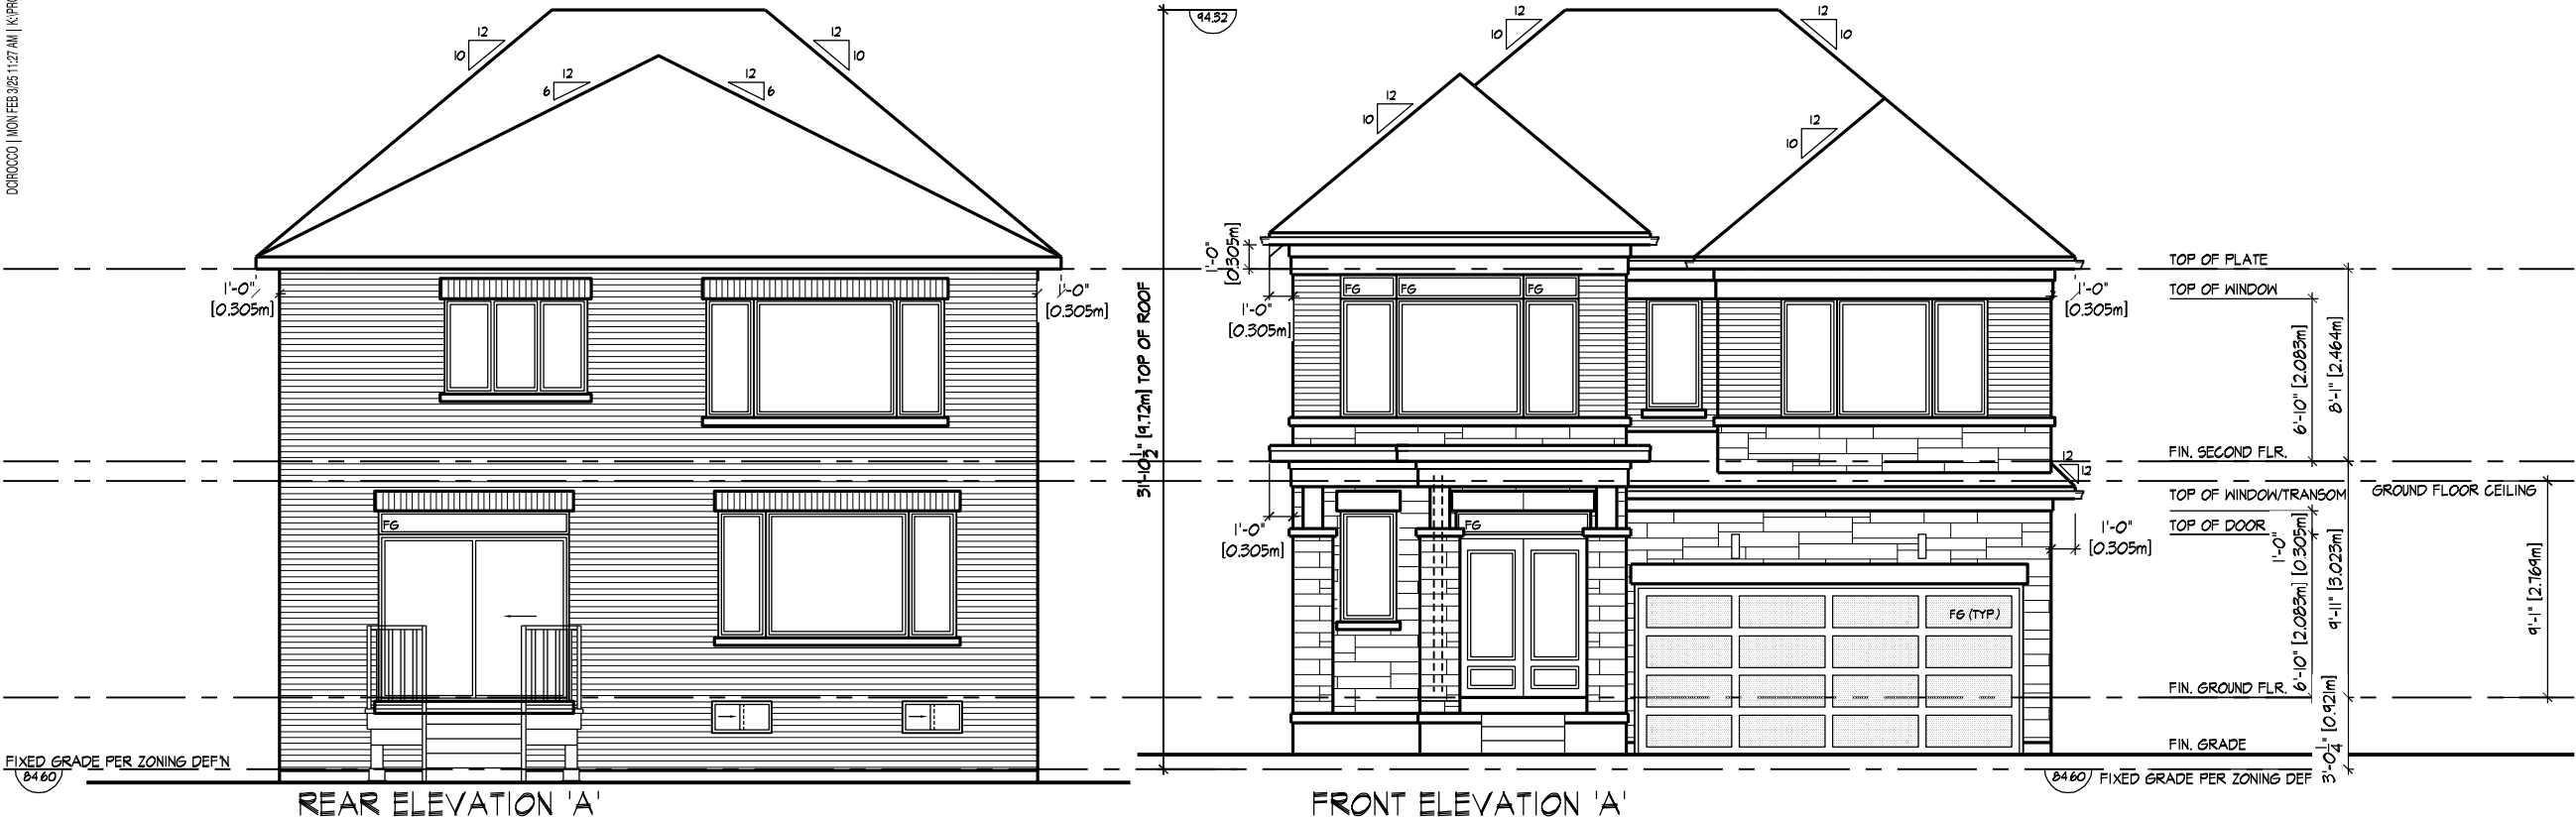 DCIROCCO | MON FEB 3/25 11:27 AM | K:\PRO
12
10
12
10
12
6
12
6
1'-0"
[0.305m]
1'-0"
[0.305m]
FG
FIXED GRADE PER ZONING DEF'N
84.60
REAR ELEVATION 'A'
94.32
31'-10 1/2" [9.72m] TOP OF ROOF
12
10
12
10
12
10
12
10
1'-0"
[0.305m]
1'-0"
[0.305m]
FG
FG
FG
1'-0"
[0.305m]
1'-0"
[0.305m]
FG
12
12
1'-0"
[0.305m]
FG (TYP.)
TOP OF PLATE
TOP OF WINDOW
6'-10" [2.083m]
8'-1" [2.464m]
FIN. SECOND FLR.
TOP OF WINDOW/TRANSOM
GROUND FLOOR CEILING
TOP OF DOOR
1'-0"
[0.305m]
6'-10" [2.083m]
9'-11" [3.023m]
9'-1" [2.769m]
FIN. GROUND FLR.
3'-0 1/4" [0.921m]
FIN. GRADE
84.60
FIXED GRADE PER ZONING DEF
FRONT ELEVATION 'A'